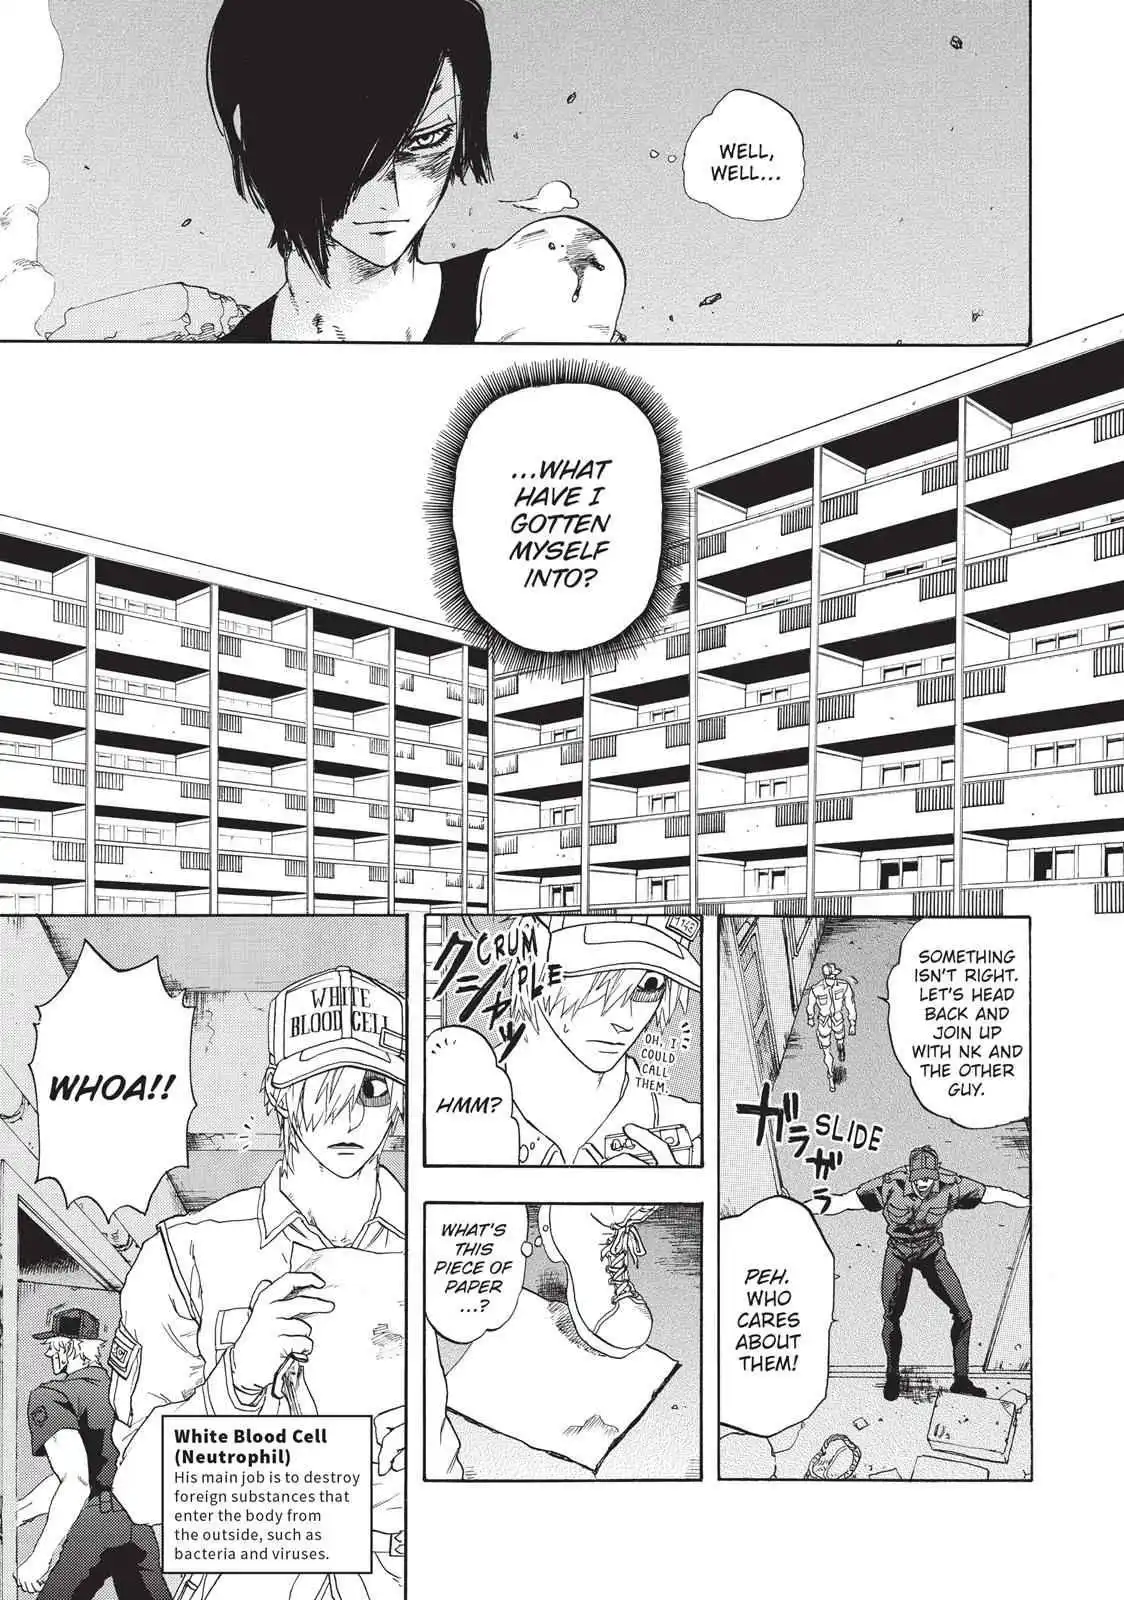 WELL,
WELL...
...WHAT
HAVE I
GOTTEN
MYSELF
INTO?
SOMETHING
ISN'T RIGHT.
LET'S HEAD
BACK AND
JOIN UP
WITH NK AND
THE OTHER
GUY.
ガラガラ
SLIDE
PEH.
WHO
CARES
ABOUT
THEM!
1143
クシャッ
CRUM
PLE
OH, I
COULD
CALL
THEM.
HMM?
WHAT'S
THIS
PIECE OF
PAPER
...?
WHITE
BLOOD CELL
WHOA!!
White Blood Cell
(Neutrophil)
His main job is to destroy
foreign substances that
enter the body from
the outside, such as
bacteria and viruses.